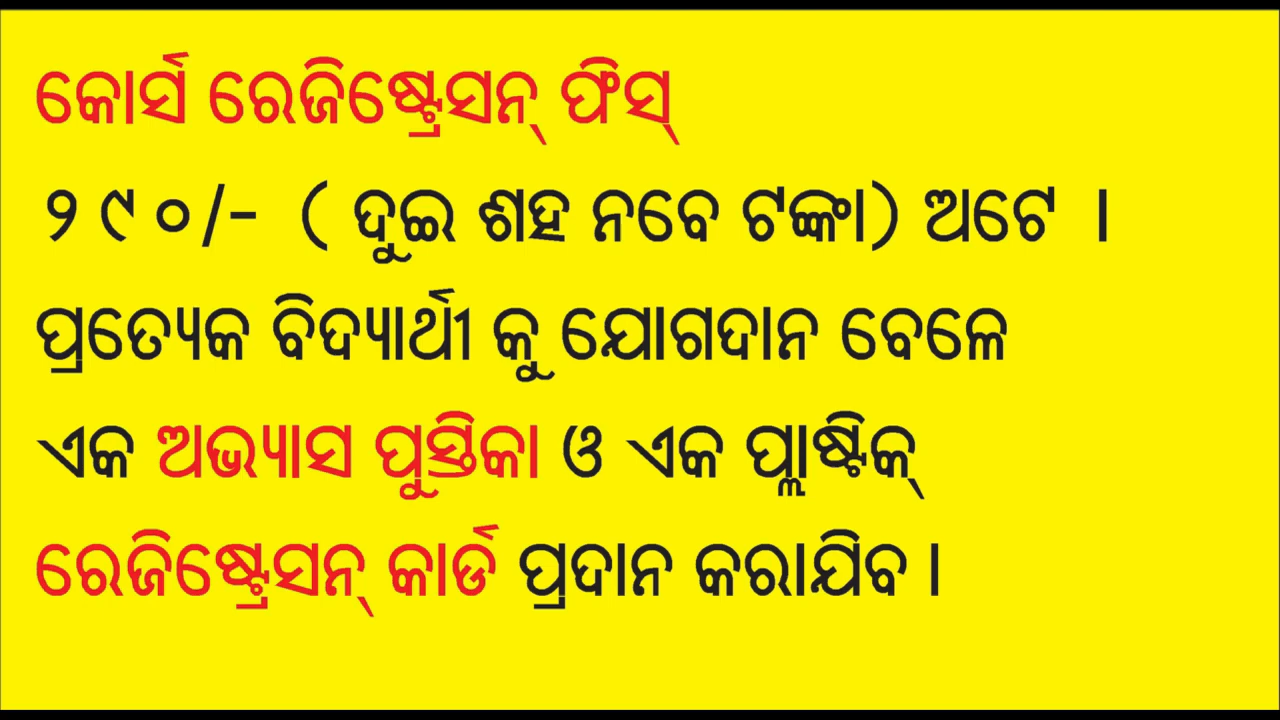 କୋର୍ସ ରେଜିଷ୍ଟ୍ରେସନ୍ ଫିସ୍
୨୯୦/- ( ଦୁଇ ଶହ ନବେ ଟଙ୍କା) ଅଟେ ।
ପ୍ରତ୍ୟେକ ବିଦ୍ୟାର୍ଥୀ କୁ ଯୋଗଦାନ ବେଳେ
ଏକ ଅଭ୍ୟାସ ପୁସ୍ତିକା ଓ ଏକ ପ୍ଲାଷ୍ଟିକ୍
ରେଜିଷ୍ଟ୍ରେସନ୍ କାର୍ଡ ପ୍ରଦାନ କରାଯିବ ।